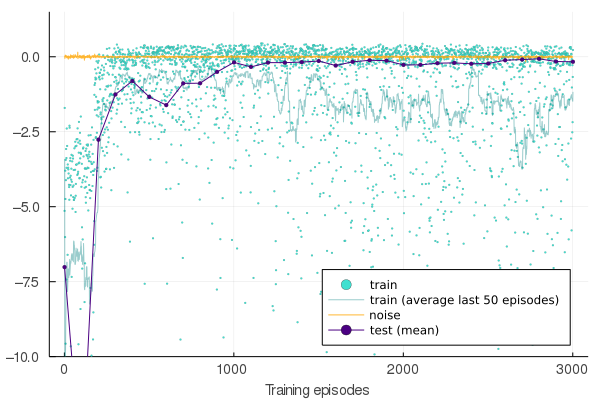 0.0
−2.5
−5.0
−7.5
−10.0
train
train (average last 50 episodes)
noise
test (mean)
0 1000 2000 3000
Training episodes